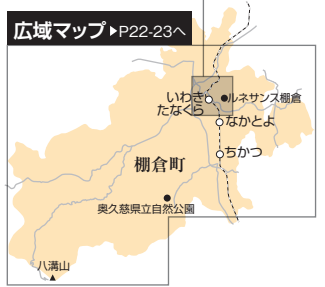 広域マップ▶P22-23へ
いわき
たなくら
ルネサンス棚倉
なかとよ
ちかつ
棚倉町
奥久慈県立自然公園
八溝山